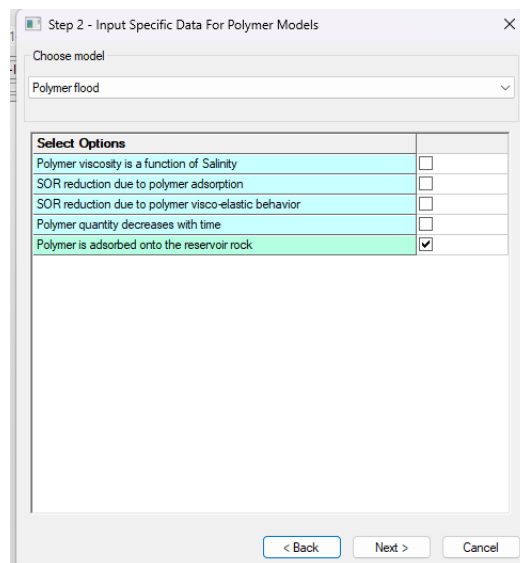 Step 2 - Input Specific Data For Polymer Models
Choose model
Polymer flood
Select Options
Polymer viscosity is a function of Salinity
SOR reduction due to polymer adsorption
SOR reduction due to polymer visco-elastic behavior
Polymer quantity decreases with time
Polymer is adsorbed onto the reservoir rock
< Back Next > Cancel